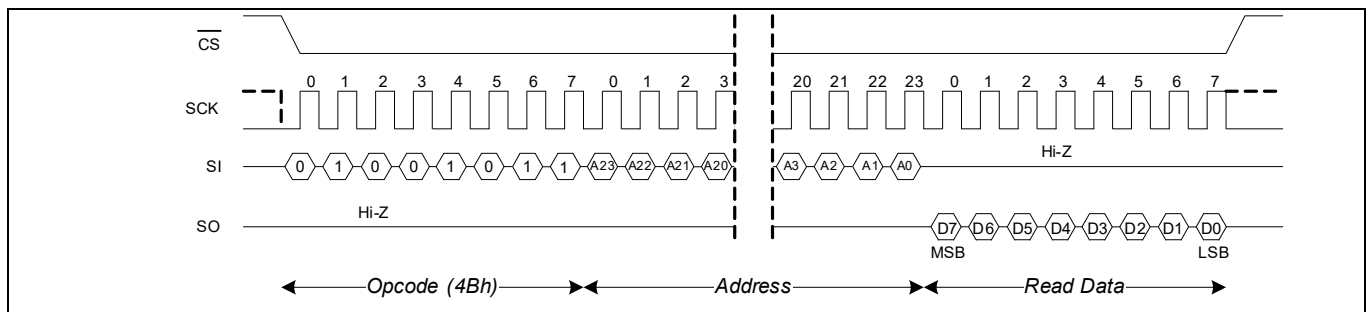 CS
0 1 2 3 4 5 6 7 0 1 2 3 20 21 22 23 0 1 2 3 4 5 6 7
SCK
Hi-Z
SI 0 1 0 0 1 0 1 1 A23 A22 A21 A20 A3 A2 A1 A0
Hi-Z
SO D7 D6 D5 D4 D3 D2 D1 D0
MSB LSB
Opcode (4Bh) Address Read Data